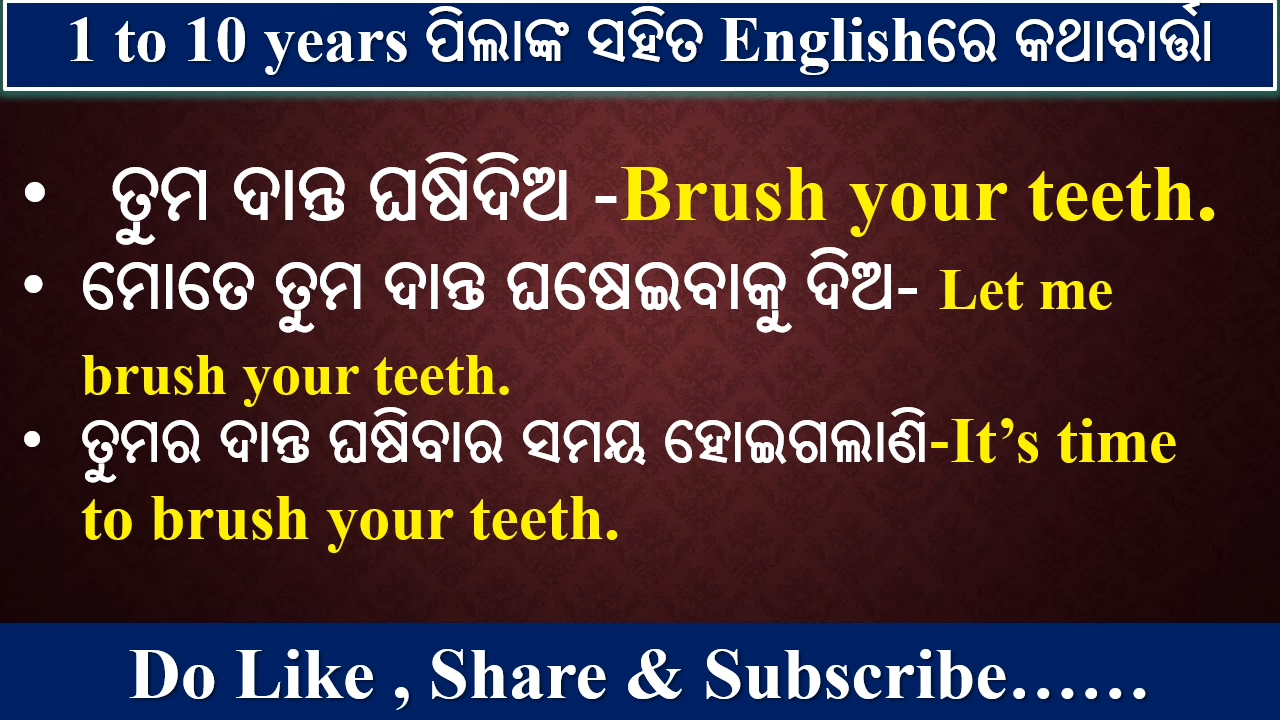 1 to 10 years ପିଲାଙ୍କ ସହିତ Englishରେ କଥାବାର୍ତ୍ତା
• ତୁମ ଦାନ୍ତ ଘଷିଦିଅ -Brush your teeth.
• ମୋତେ ତୁମ ଦାନ୍ତ ଘଷେଇବାକୁ ଦିଅ- Let me
brush your teeth.
• ତୁମର ଦାନ୍ତ ଘଷିବାର ସମୟ ହୋଇଗଲାଣି-It’s time
to brush your teeth.
Do Like , Share & Subscribe......